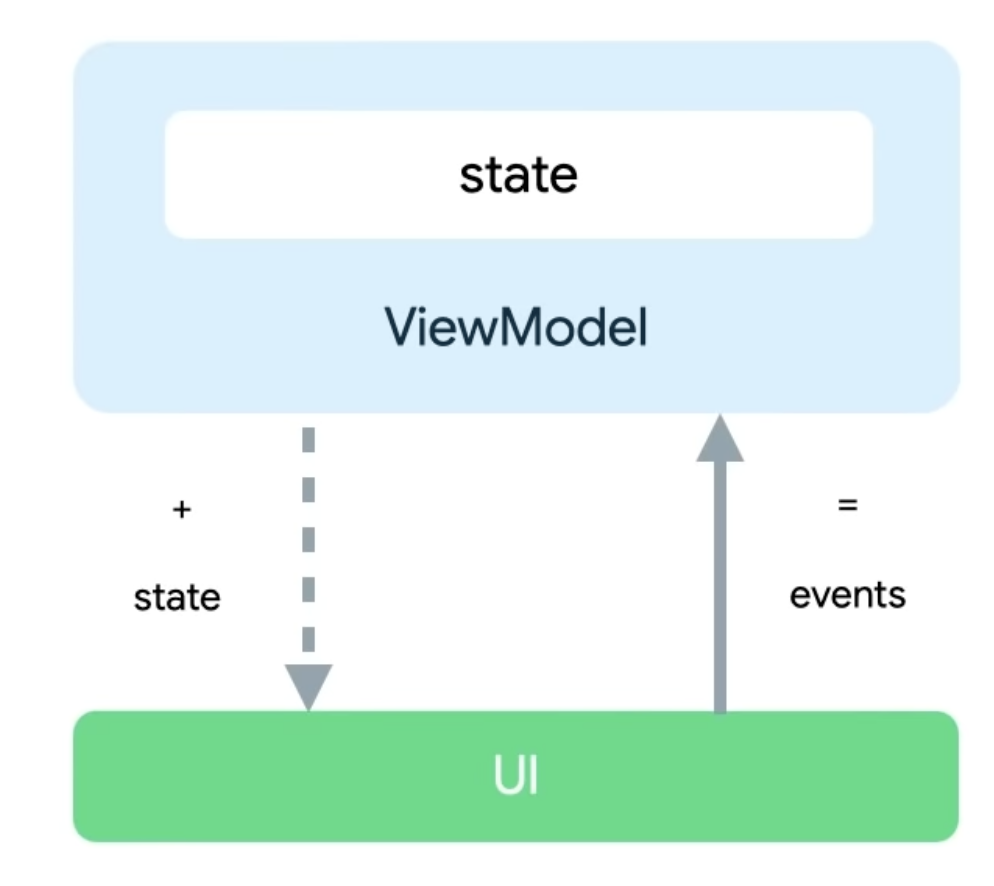 state
ViewModel
+
=
state
events
UI